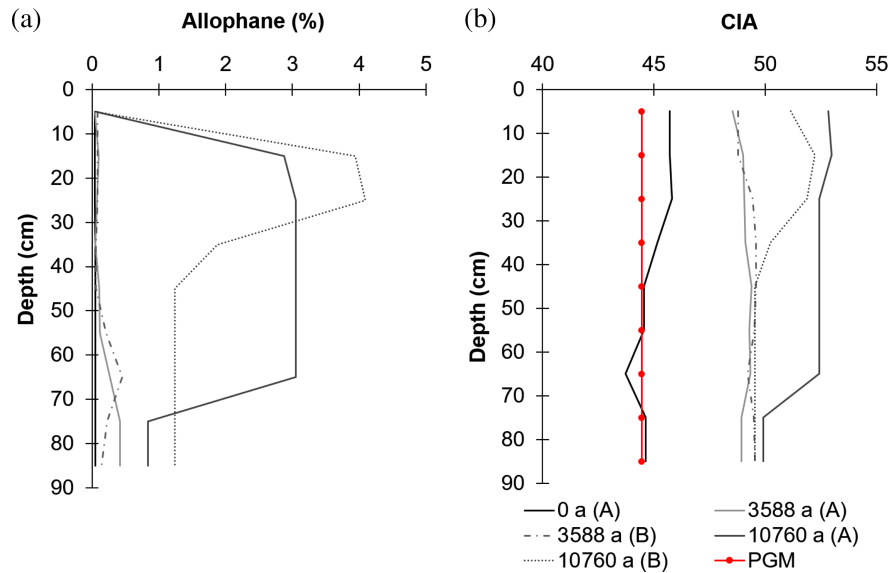 (a)
Allophane (%)
0 1 2 3 4 5
0
10
20
30
40
50
60
70
80
90
Depth (cm)
(b)
CIA
40 45 50 55
0
10
20
30
40
50
60
70
80
90
Depth (cm)
0 a (A) 3588 a (A)
3588 a (B) 10760 a (A)
10760 a (B) PGM